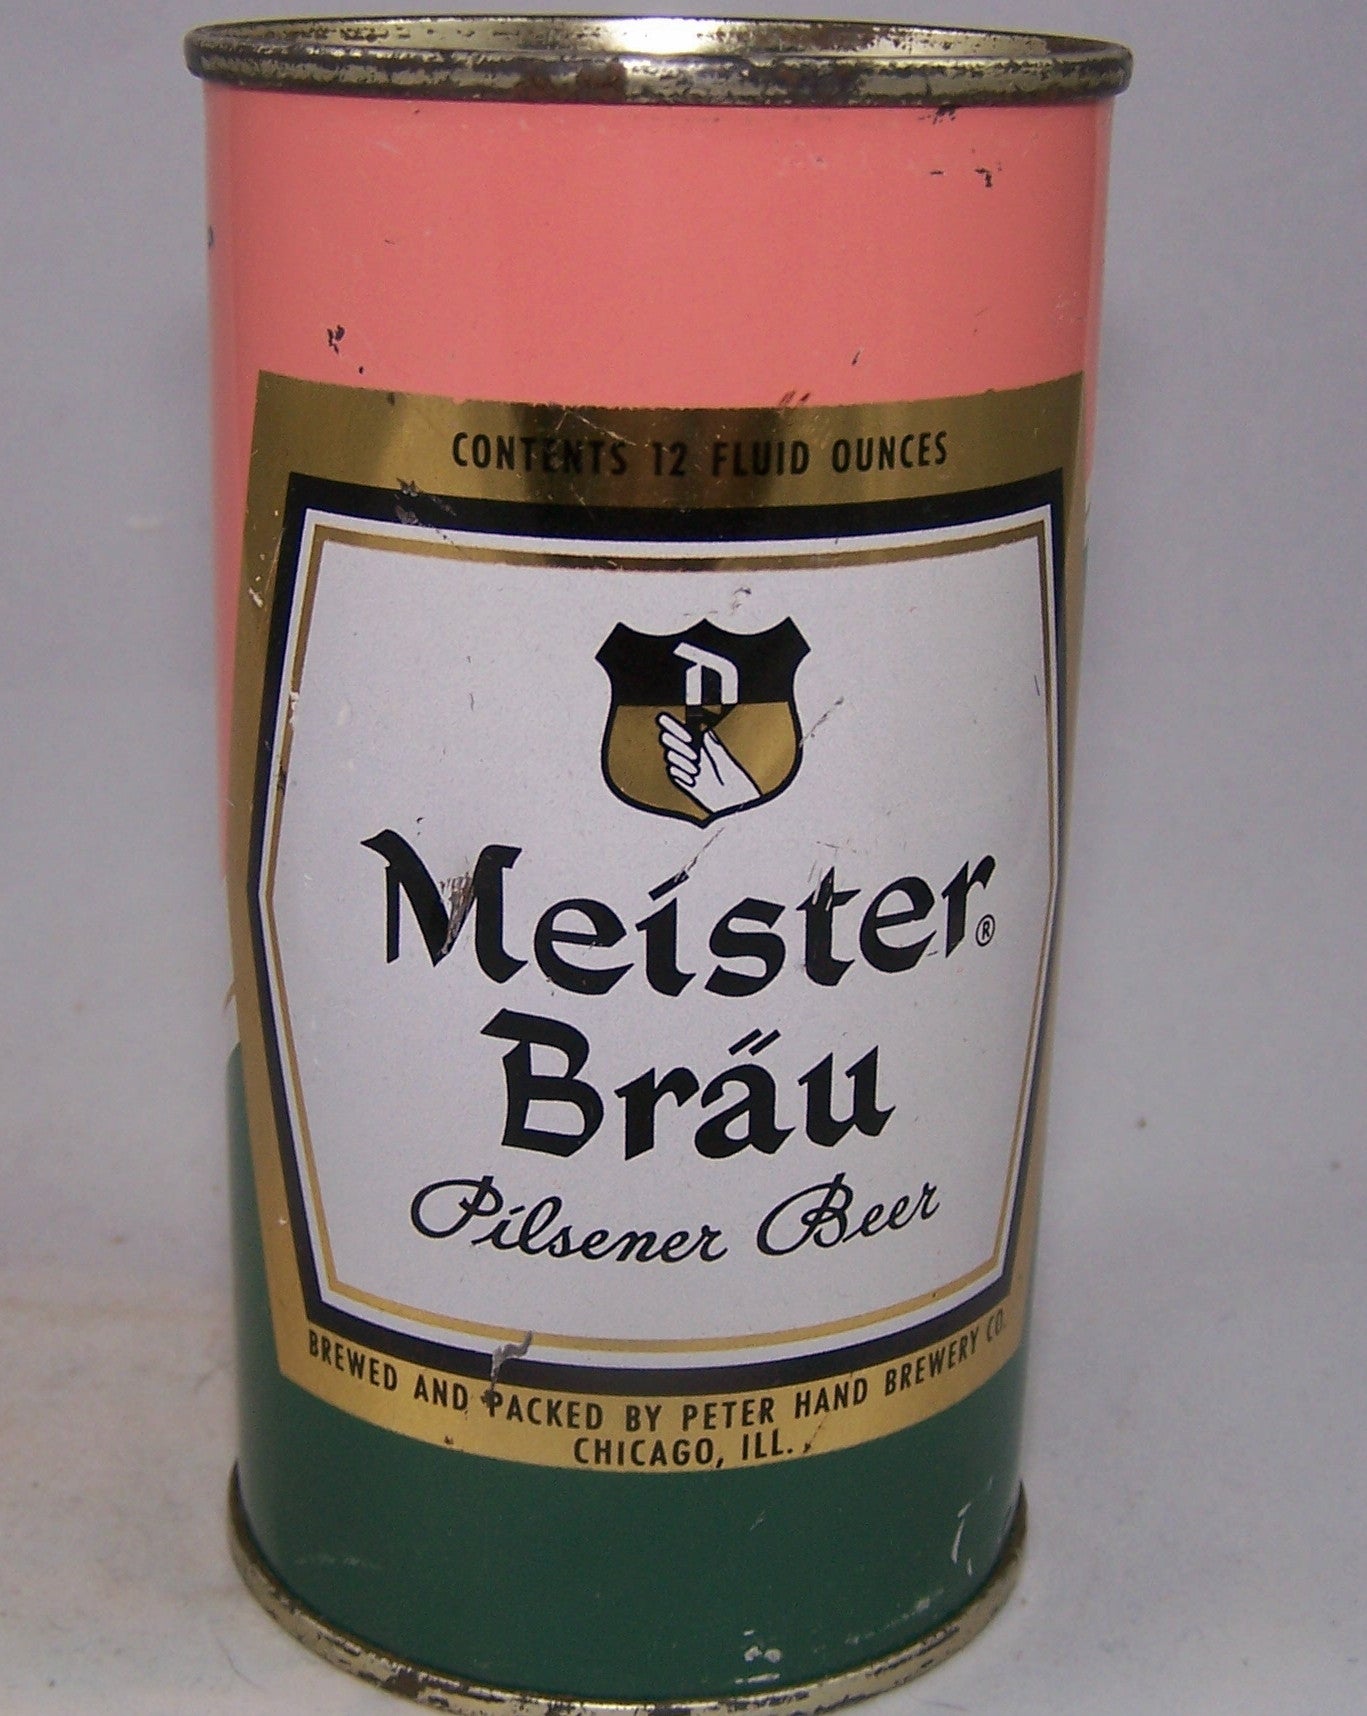 CONTENTS 12 FLUID OUNCES
P
Meister®
Bräu
Pilsener Beer
BREWED AND PACKED BY PETER HAND BREWERY CO.
CHICAGO, ILL.